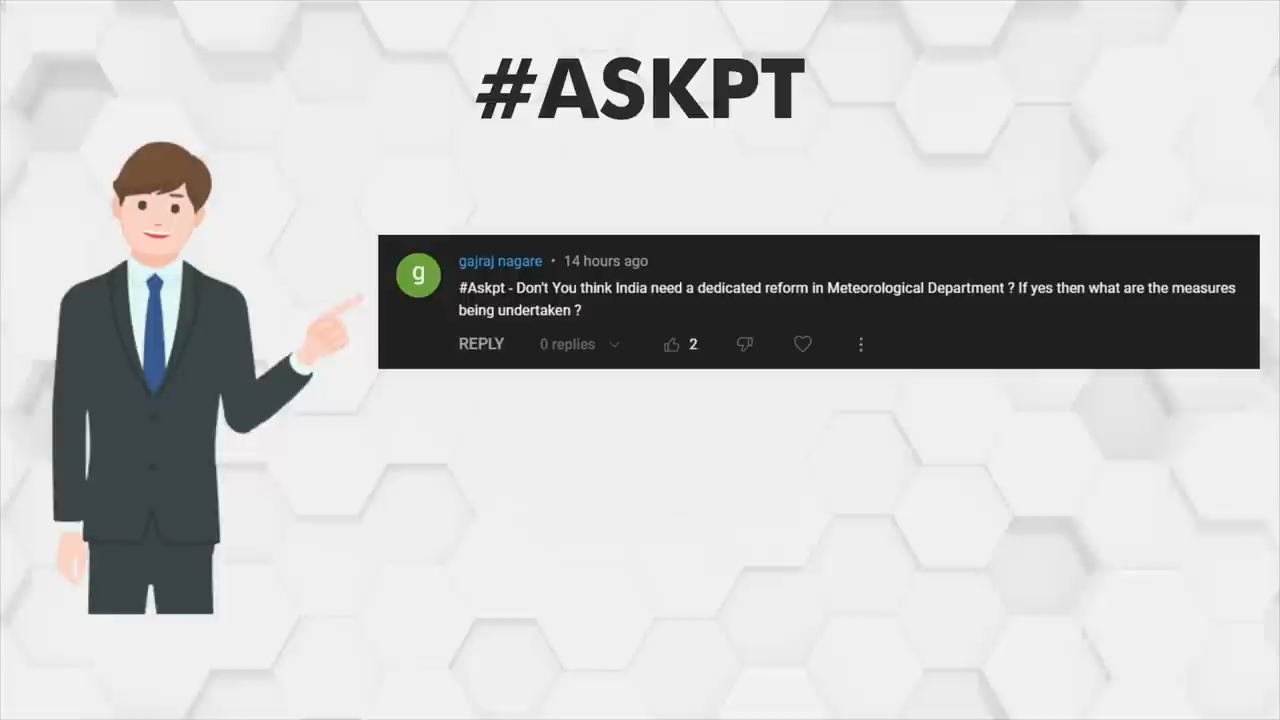 #ASKPT
g
gajraj nagare • 14 hours ago
#Askpt - Don't You think India need a dedicated reform in Meteorological Department ? If yes then what are the measures
being undertaken ?
REPLY 0 replies 2